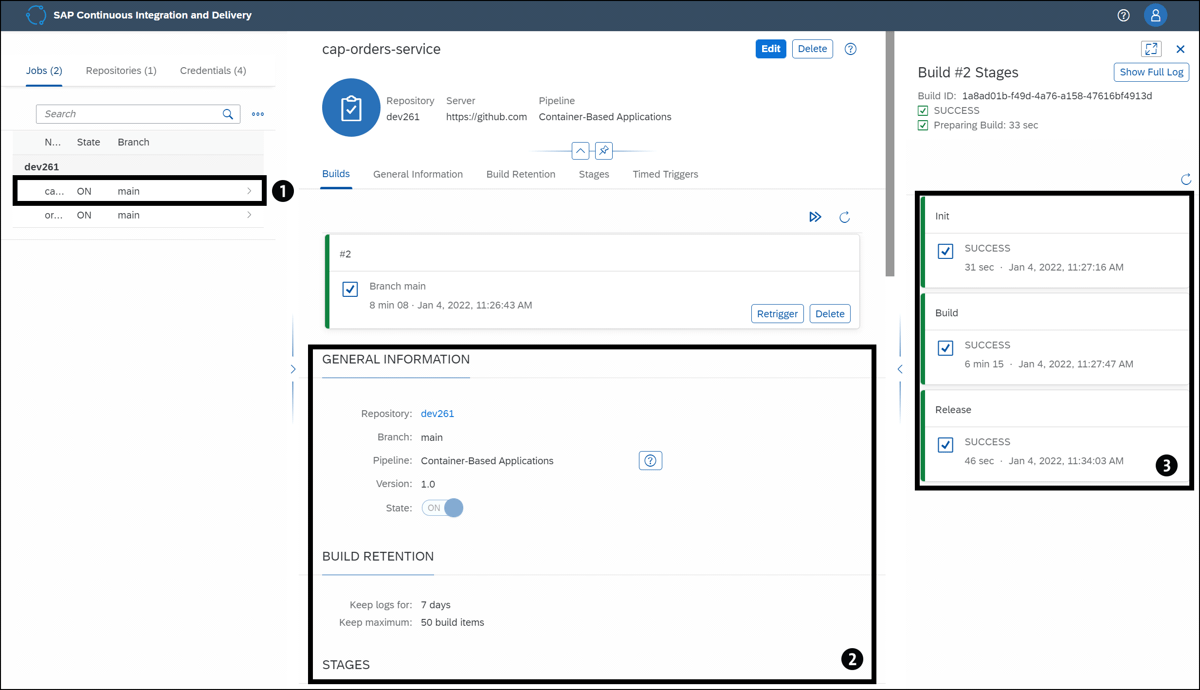 SAP Continuous Integration and Delivery
Jobs (2) Repositories (1) Credentials (4)
Search
N... State Branch
dev261
ca... ON main
1
or... ON main
cap-orders-service
Edit Delete
Repository Server Pipeline
dev261 https://github.com Container-Based Applications
Builds General Information Build Retention Stages Timed Triggers
#2
Branch main
8 min 08 · Jan 4, 2022, 11:26:43 AM
Retrigger Delete
GENERAL INFORMATION
Repository: dev261
Branch: main
Pipeline: Container-Based Applications
Version: 1.0
State: ON
BUILD RETENTION
Keep logs for: 7 days
Keep maximum: 50 build items
STAGES
2
Build #2 Stages
Show Full Log
Build ID: 1a8ad01b-f49d-4a76-a158-47616bf4913d
SUCCESS
Preparing Build: 33 sec
Init
SUCCESS
31 sec · Jan 4, 2022, 11:27:16 AM
Build
SUCCESS
6 min 15 · Jan 4, 2022, 11:27:47 AM
Release
SUCCESS
46 sec · Jan 4, 2022, 11:34:03 AM
3